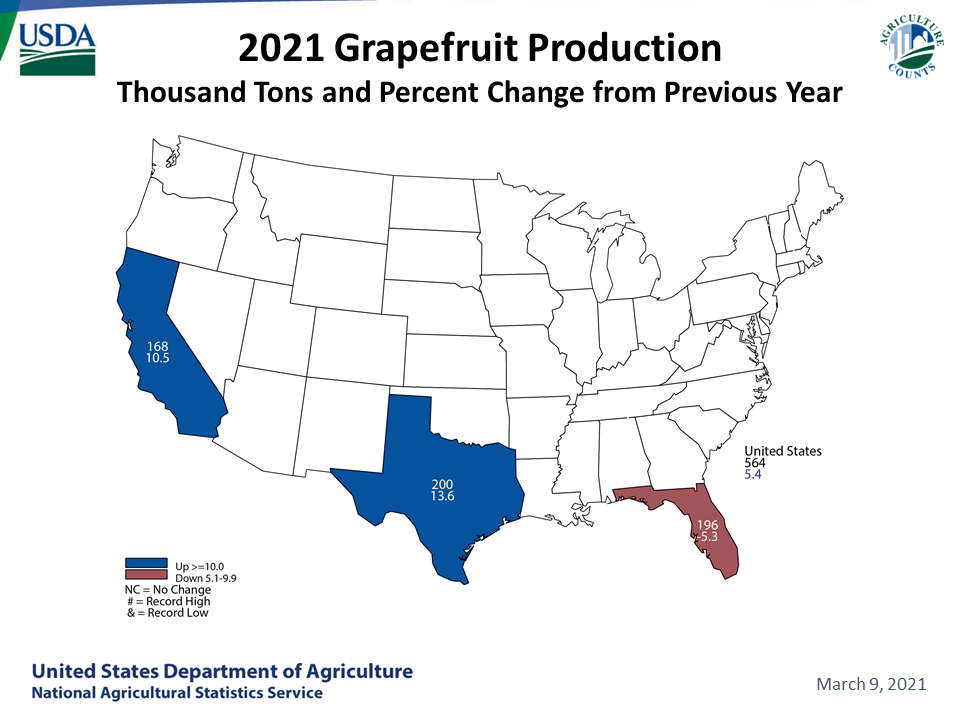 USDA
2021 Grapefruit Production
Thousand Tons and Percent Change from Previous Year
AGRICULTURE
COUNTS
168
10.5
200
13.6
United States
564
5.4
196
-5.3
Up >=10.0
Down 5.1-9.9
NC = No Change
# = Record High
& = Record Low
United States Department of Agriculture
National Agricultural Statistics Service
March 9, 2021